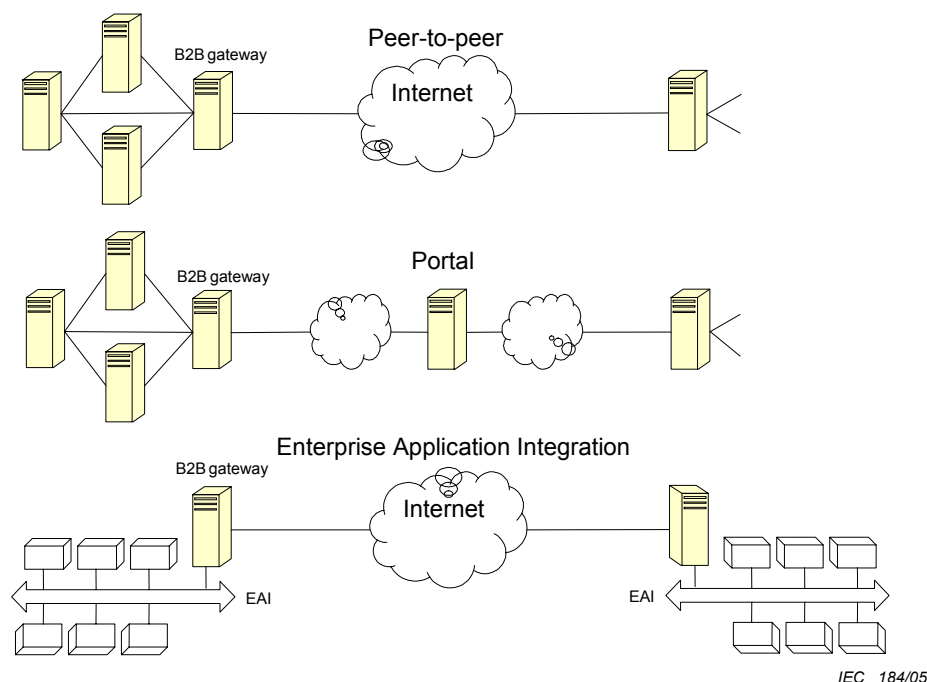 Peer-to-peer
B2B gateway
Internet
Portal
B2B gateway
Enterprise Application Integration
B2B gateway
Internet
EAI
EAI
IEC 184/05